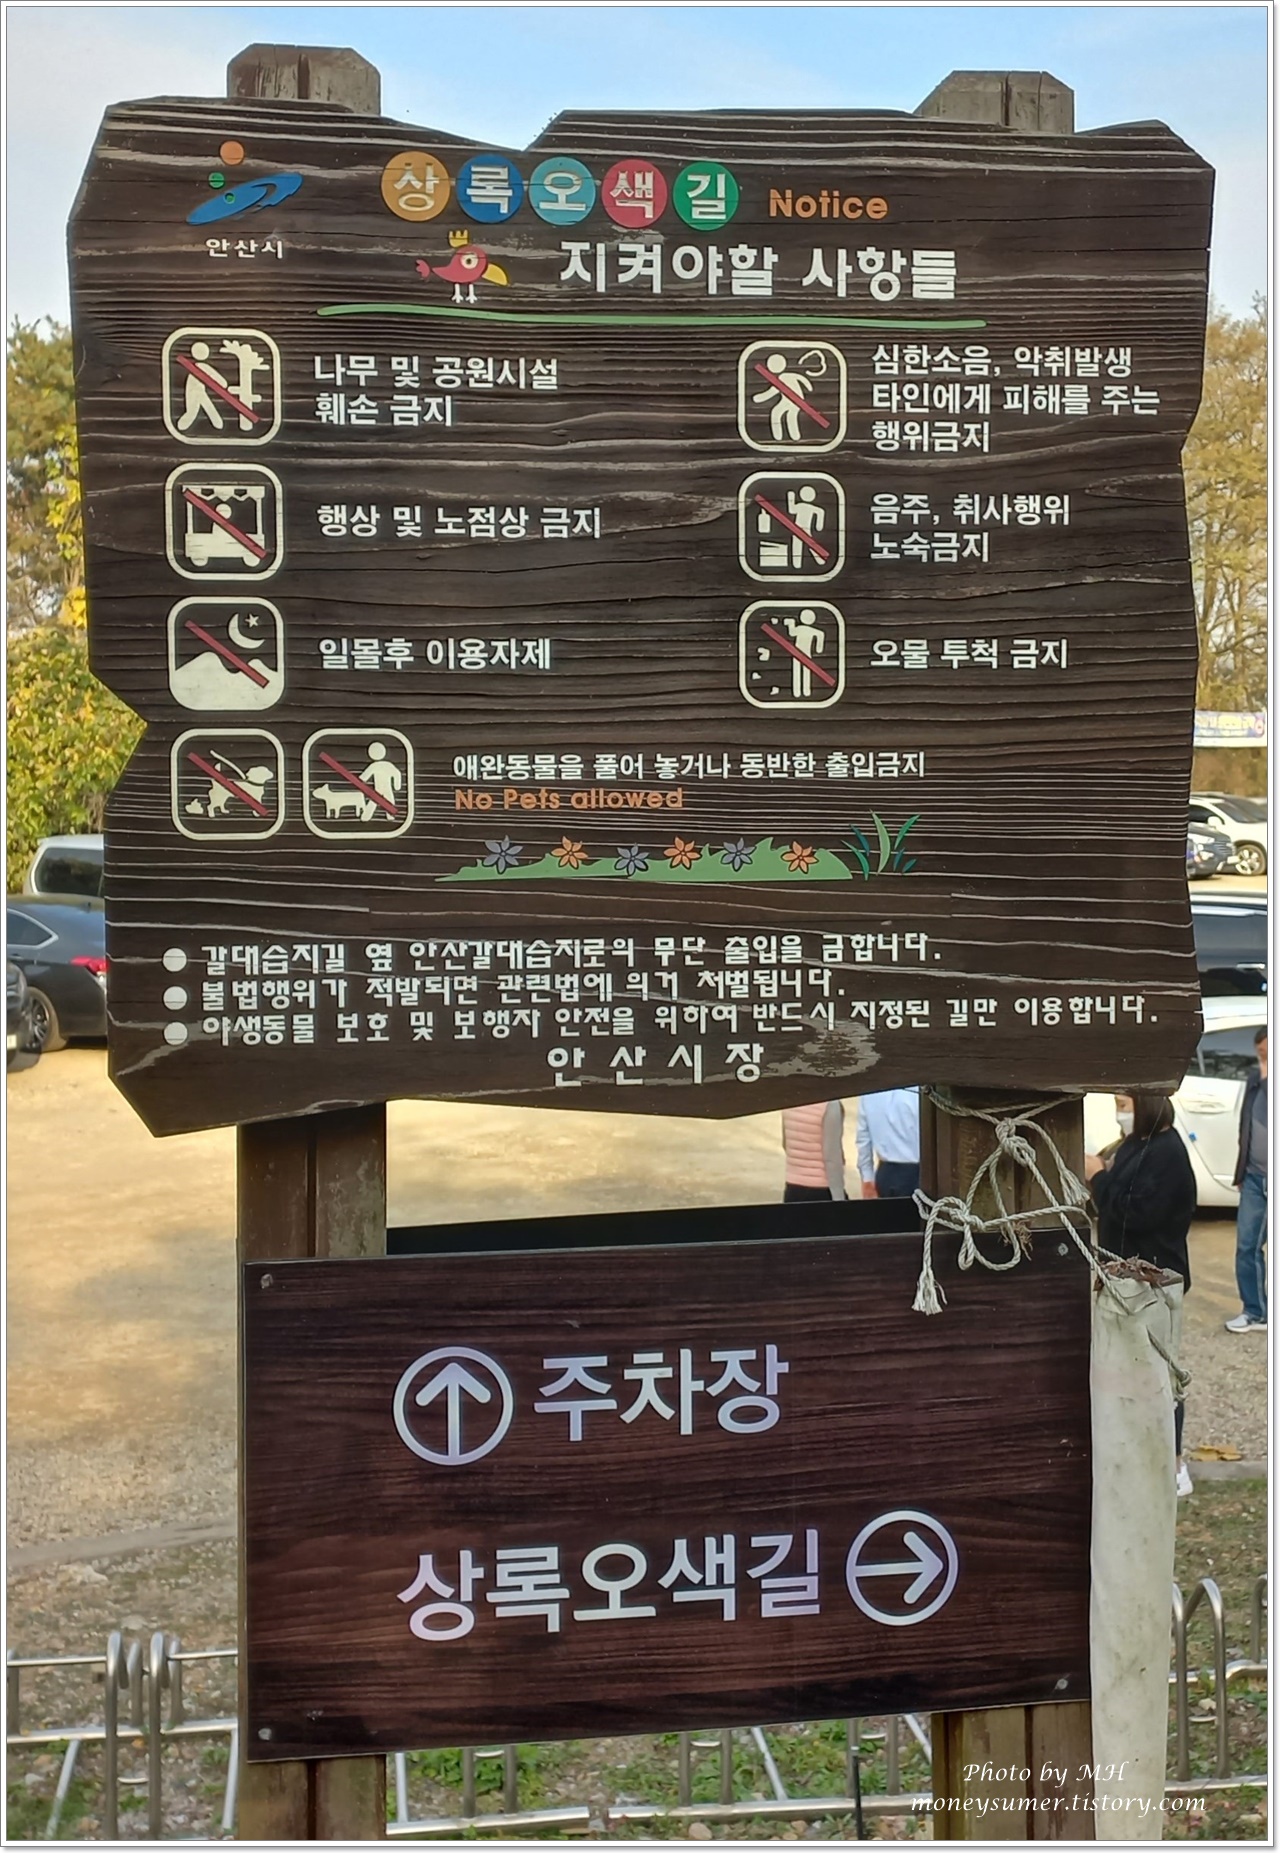 안산시
상록오색길 Notice
지켜야할 사항들
나무 및 공원시설
훼손 금지
심한소음, 악취발생
타인에게 피해를 주는
행위금지
행상 및 노점상 금지
음주, 취사행위
노숙금지
일몰후 이용자제
오물 투척 금지
애완동물을 풀어 놓거나 동반한 출입금지
No Pets allowed
● 갈대습지길 옆 안산갈대습지로의 무단 출입을 금합니다.
● 불법행위가 적발되면 관련법에 의거 처벌됩니다.
● 야생동물 보호 및 보행자 안전을 위하여 반드시 지정된 길만 이용합니다.
안산시장
주차장
상록오색길
Photo by MH
moneysumer.tistory.com